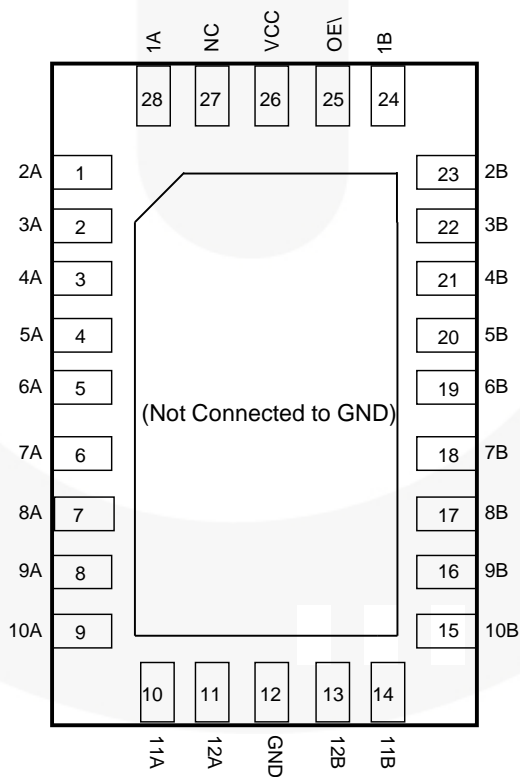 1A NC VCC OE\ 1B
28 27 26 25 24
2A 1 23 2B
3A 2 22 3B
4A 3 21 4B
5A 4 20 5B
6A 5 19 6B
(Not Connected to GND)
7A 6 18 7B
8A 7 17 8B
9A 8 16 9B
10A 9 15 10B
10 11 12 13 14
11A 12A GND 12B 11B